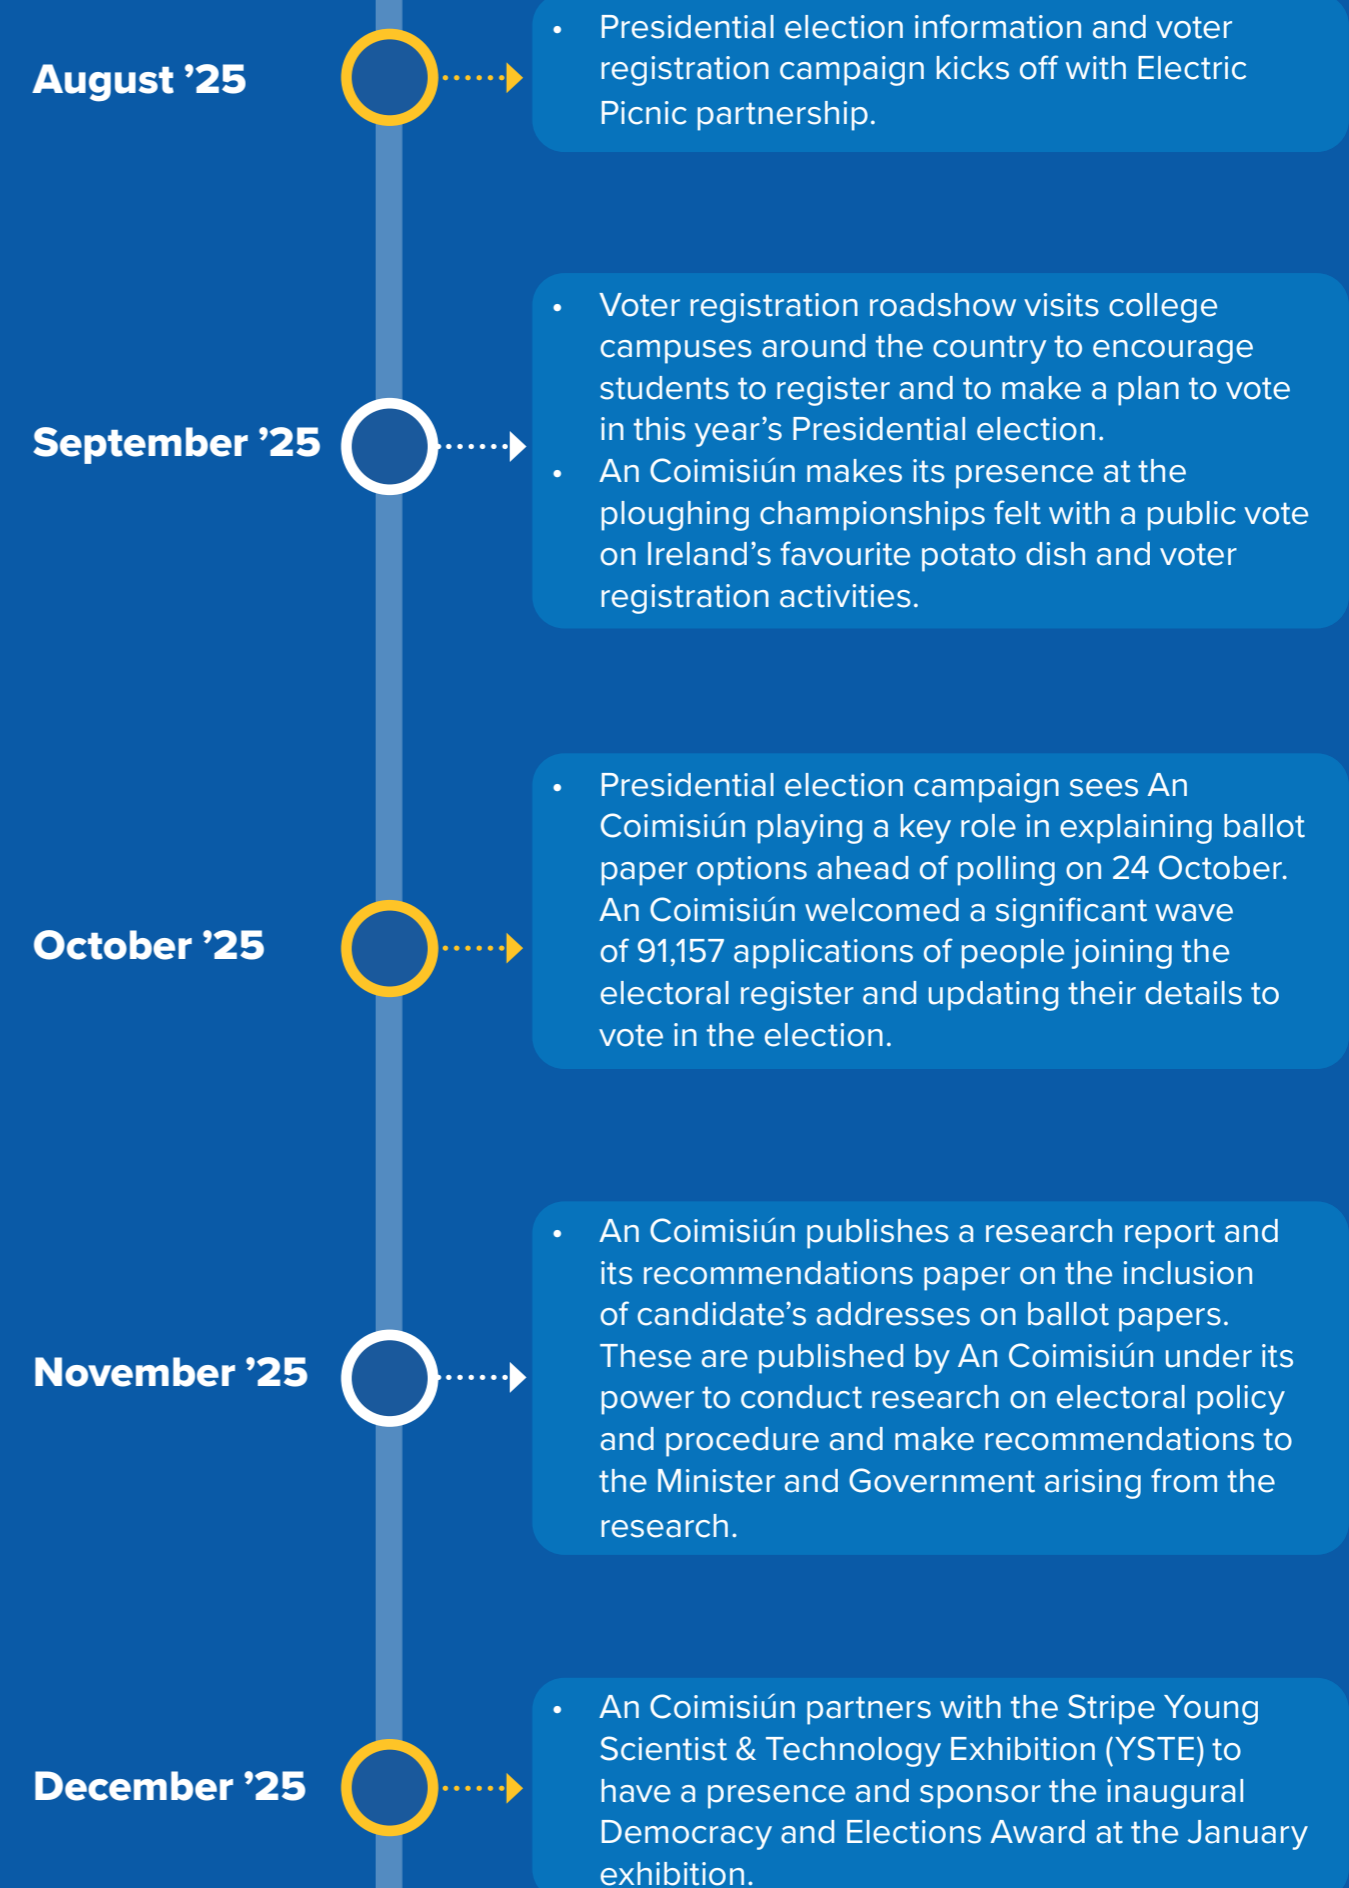 August ’25
• Presidential election information and voter
registration campaign kicks off with Electric
Picnic partnership.
September ’25
• Voter registration roadshow visits college
campuses around the country to encourage
students to register and to make a plan to vote
in this year’s Presidential election.
• An Coimisiún makes its presence at the
ploughing championships felt with a public vote
on Ireland’s favourite potato dish and voter
registration activities.
October ’25
• Presidential election campaign sees An
Coimisiún playing a key role in explaining ballot
paper options ahead of polling on 24 October.
An Coimisiún welcomed a significant wave
of 91,157 applications of people joining the
electoral register and updating their details to
vote in the election.
November ’25
• An Coimisiún publishes a research report and
its recommendations paper on the inclusion
of candidate’s addresses on ballot papers.
These are published by An Coimisiún under its
power to conduct research on electoral policy
and procedure and make recommendations to
the Minister and Government arising from the
research.
December ’25
• An Coimisiún partners with the Stripe Young
Scientist & Technology Exhibition (YSTE) to
have a presence and sponsor the inaugural
Democracy and Elections Award at the January
exhibition.